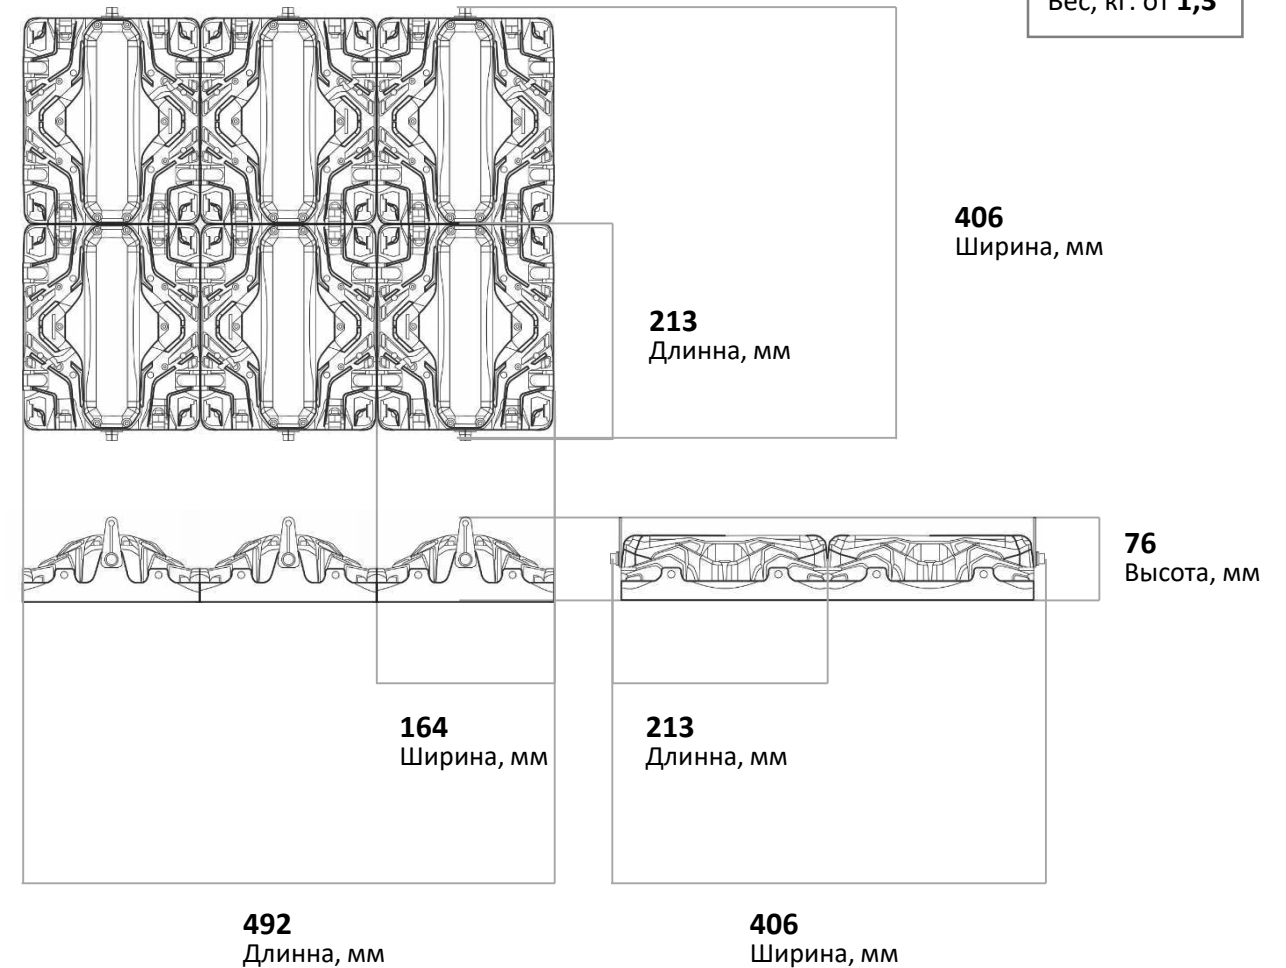 Вес, кг: от 1,3
406
Ширина, мм
213
Длинна, мм
76
Высота, мм
164
Ширина, мм
213
Длинна, мм
492
Длинна, мм
406
Ширина, мм